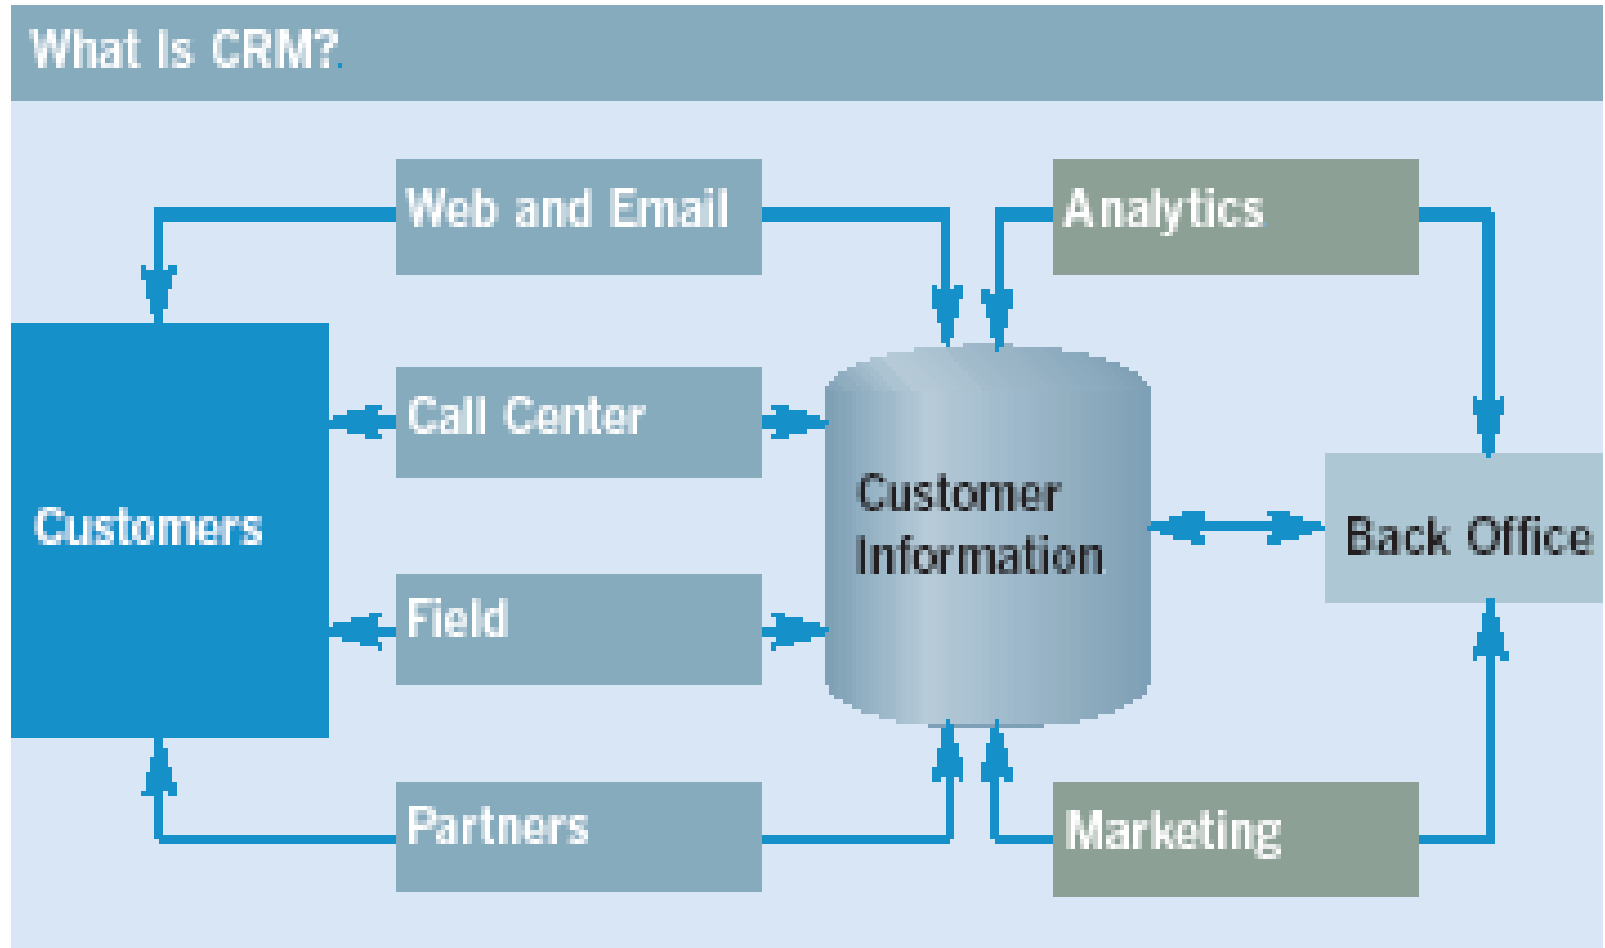 What Is CRM?
Web and Email
Analytics
Call Center
Customer
Information
Customers
Back Office
Field
Partners
Marketing